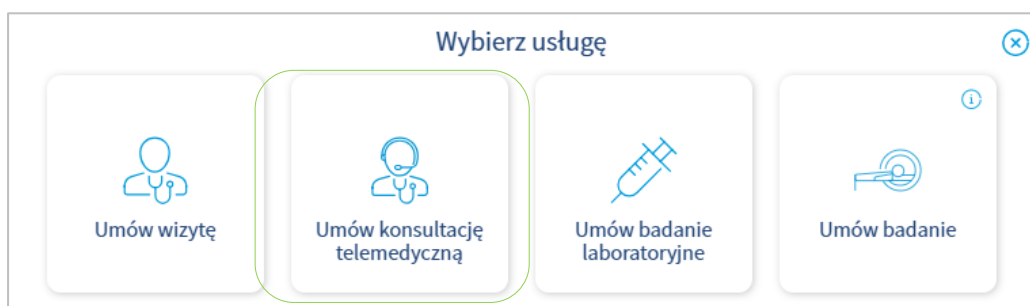 Wybierz usługę
Umów wizytę
Umów konsultację
telemedyczną
Umów badanie
laboratoryjne
Umów badanie